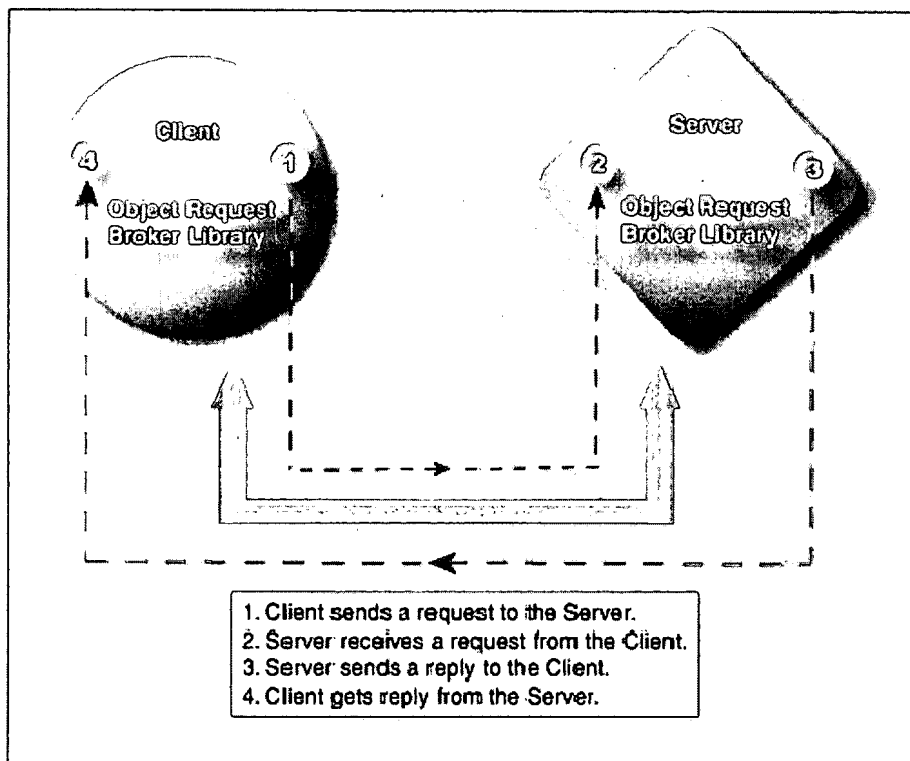 Client
4
1
Object Request
Broker Library
Server
2
3
Object Request
Broker Library
1. Client sends a request to the Server.
2. Server receives a request from the Client.
3. Server sends a reply to the Client.
4. Client gets reply from the Server.